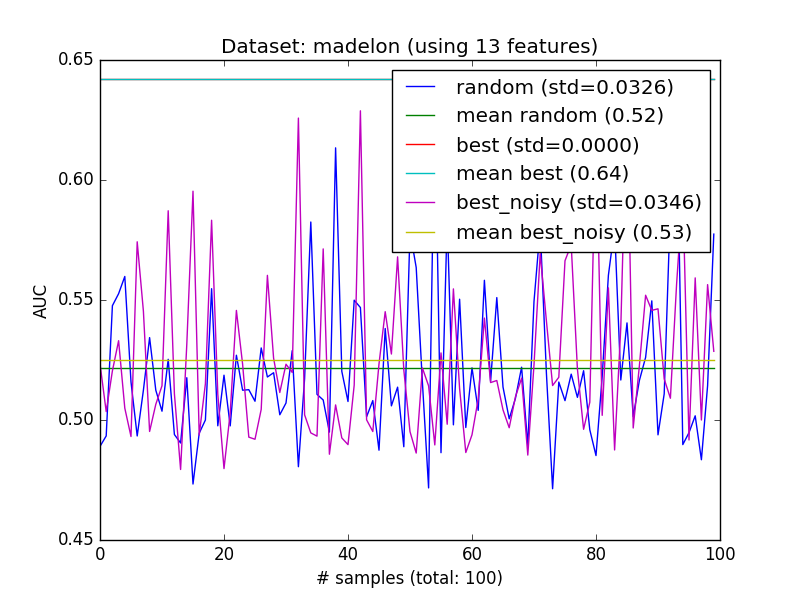 Dataset: madelon (using 13 features)
0.65
0.60
0.55
0.50
0.45
AUC
random (std=0.0326)
mean random (0.52)
best (std=0.0000)
mean best (0.64)
best_noisy (std=0.0346)
mean best_noisy (0.53)
0 20 40 60 80 100
# samples (total: 100)